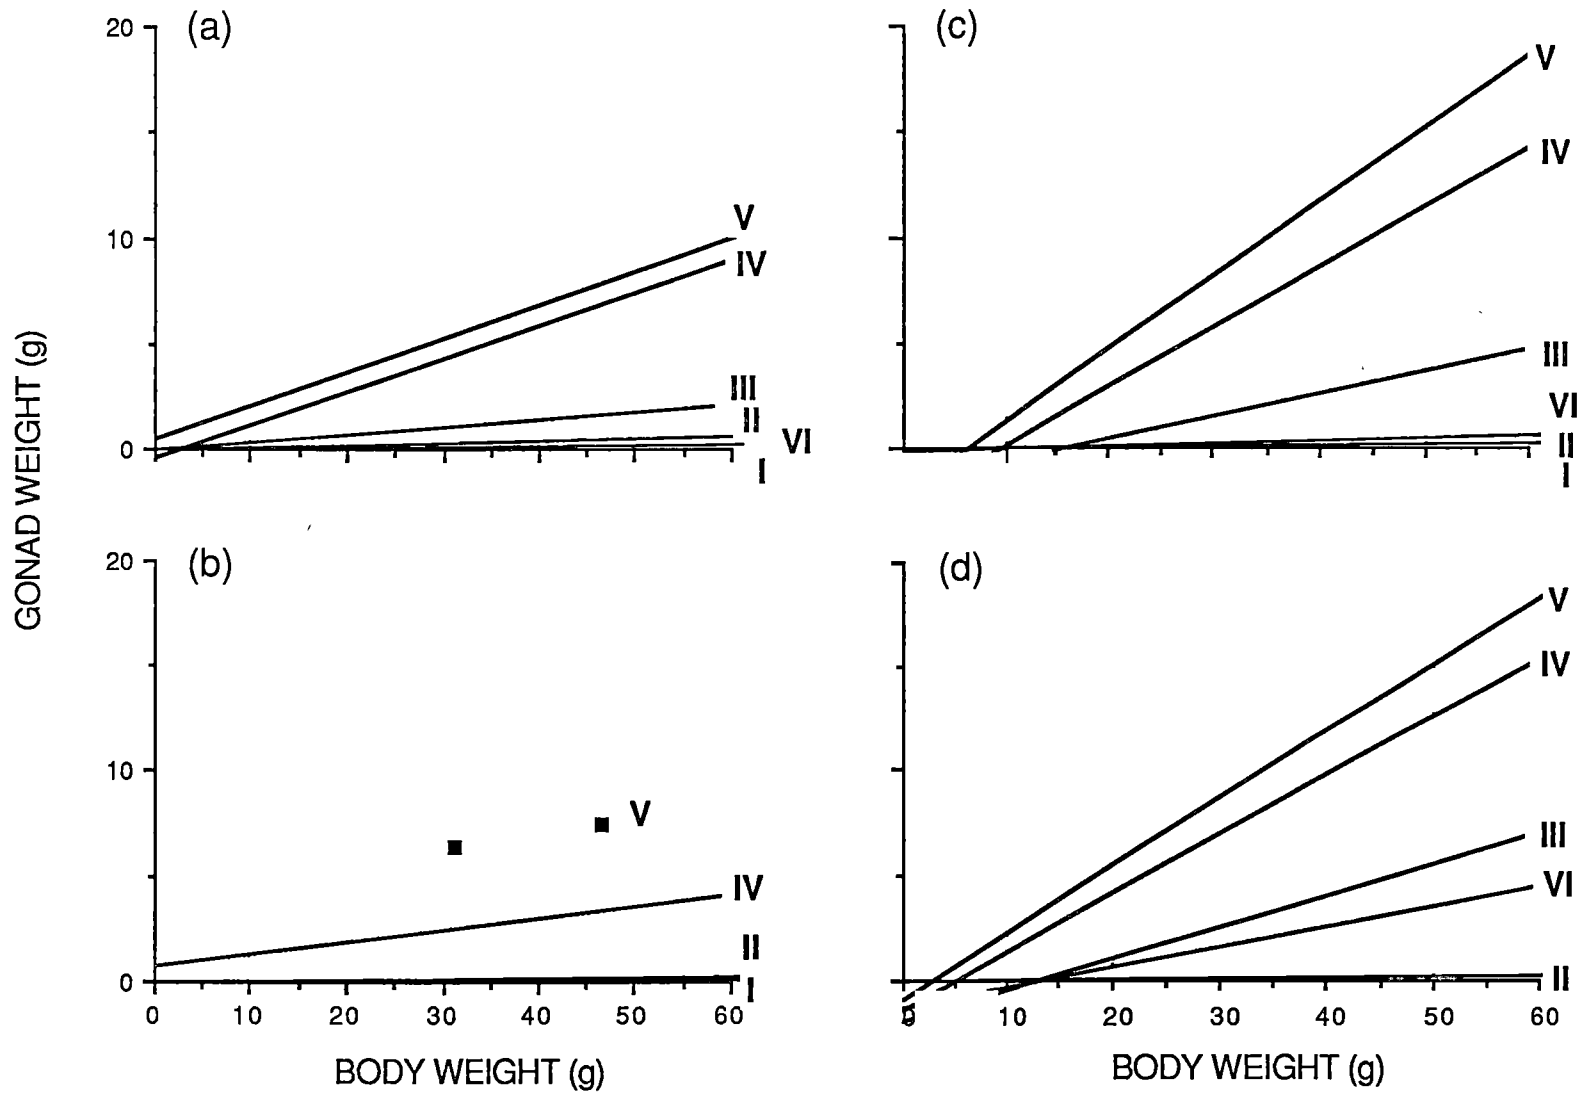 GONAD WEIGHT (g)
(a)
20
10
0
V
IV
III
II
VI
I
(c)
V
IV
III
VI
II
I
(b)
20
10
0
V
IV
II
I
0 10 20 30 40 50 60
BODY WEIGHT (g)
(d)
V
IV
III
VI
II
10 20 30 40 50 60
BODY WEIGHT (g)